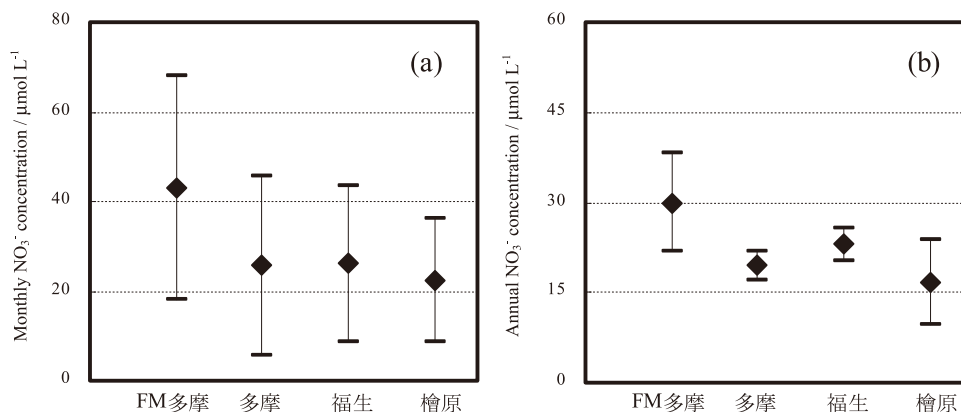 (a)
Monthly NO₃⁻ concentration / μmol L⁻¹
80
60
40
20
0
FM多摩 多摩 福生 檜原
(b)
Annual NO₃⁻ concentration / μmol L⁻¹
60
45
30
15
0
FM多摩 多摩 福生 檜原